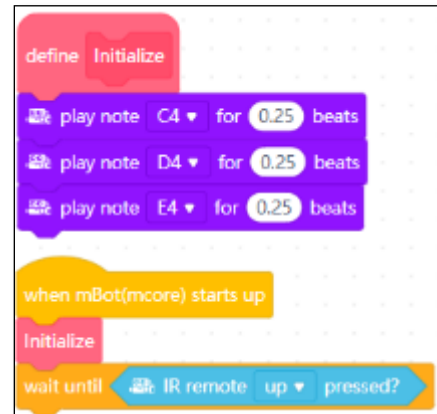 define Initialize
play note C4 for 0.25 beats
play note D4 for 0.25 beats
play note E4 for 0.25 beats
when mBot(mcore) starts up
Initialize
wait until IR remote up pressed?